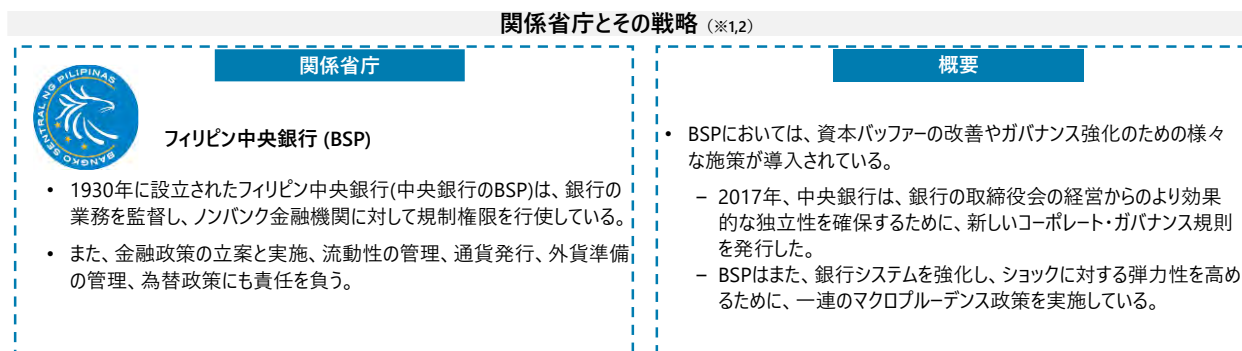 関係省庁とその戦略 (※1,2)
関係省庁
BANGKO SENTRAL NG PILIPINAS
フィリピン中央銀行 (BSP)
• 1930年に設立されたフィリピン中央銀行(中央銀行のBSP)は、銀行の
業務を監督し、ノンバンク金融機関に対して規制権限を行使している。
• また、金融政策の立案と実施、流動性の管理、通貨発行、外貨準備
の管理、為替政策にも責任を負う。
概要
• BSPにおいては、資本バッファーの改善やガバナンス強化のための様々
な施策が導入されている。
– 2017年、中央銀行は、銀行の取締役会の経営からのより効果
的な独立性を確保するために、新しいコーポレート・ガバナンス規則
を発行した。
– BSPはまた、銀行システムを強化し、ショックに対する弾力性を高め
るために、一連のマクロプルーデンス政策を実施している。